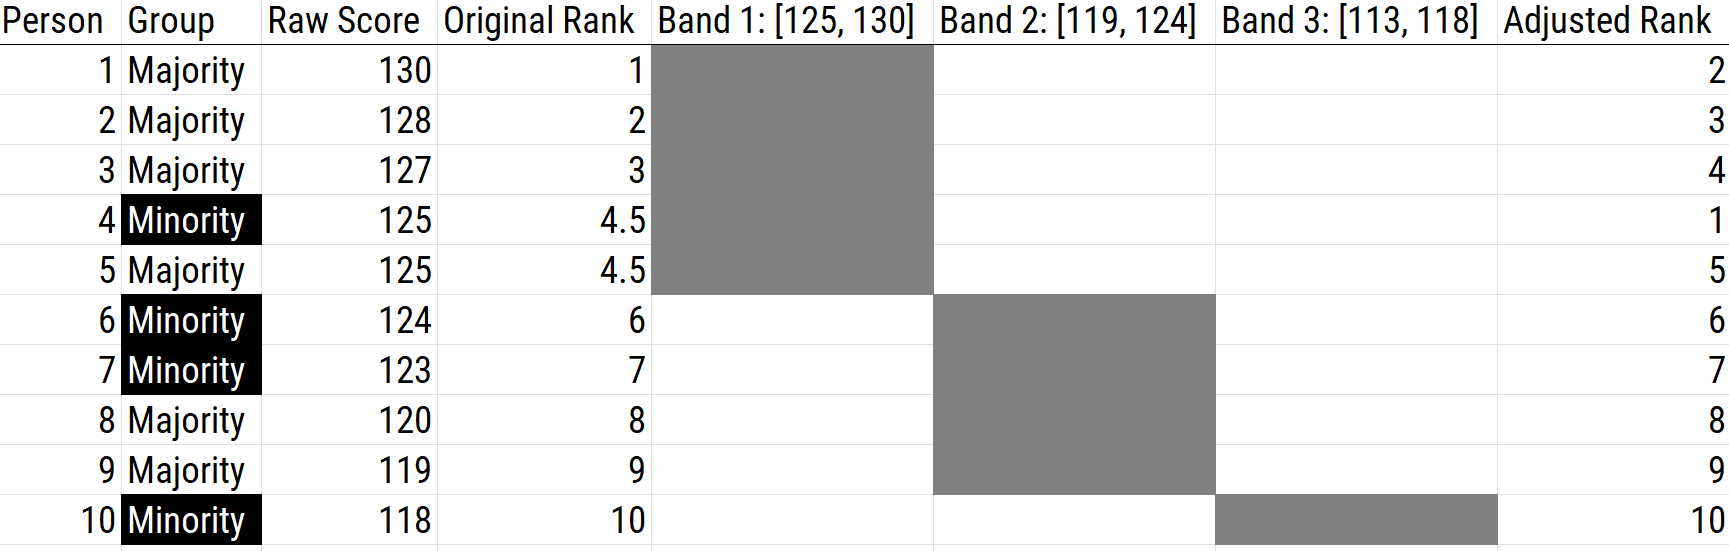 Person Group Raw Score Original Rank Band 1: [125, 130] Band 2: [119, 124] Band 3: [113, 118] Adjusted Rank
1 Majority 130 1 2
2 Majority 128 2 3
3 Majority 127 3 4
4 Minority 125 4.5 1
5 Majority 125 4.5 5
6 Minority 124 6 6
7 Minority 123 7 7
8 Majority 120 8 8
9 Majority 119 9 9
10 Minority 118 10 10